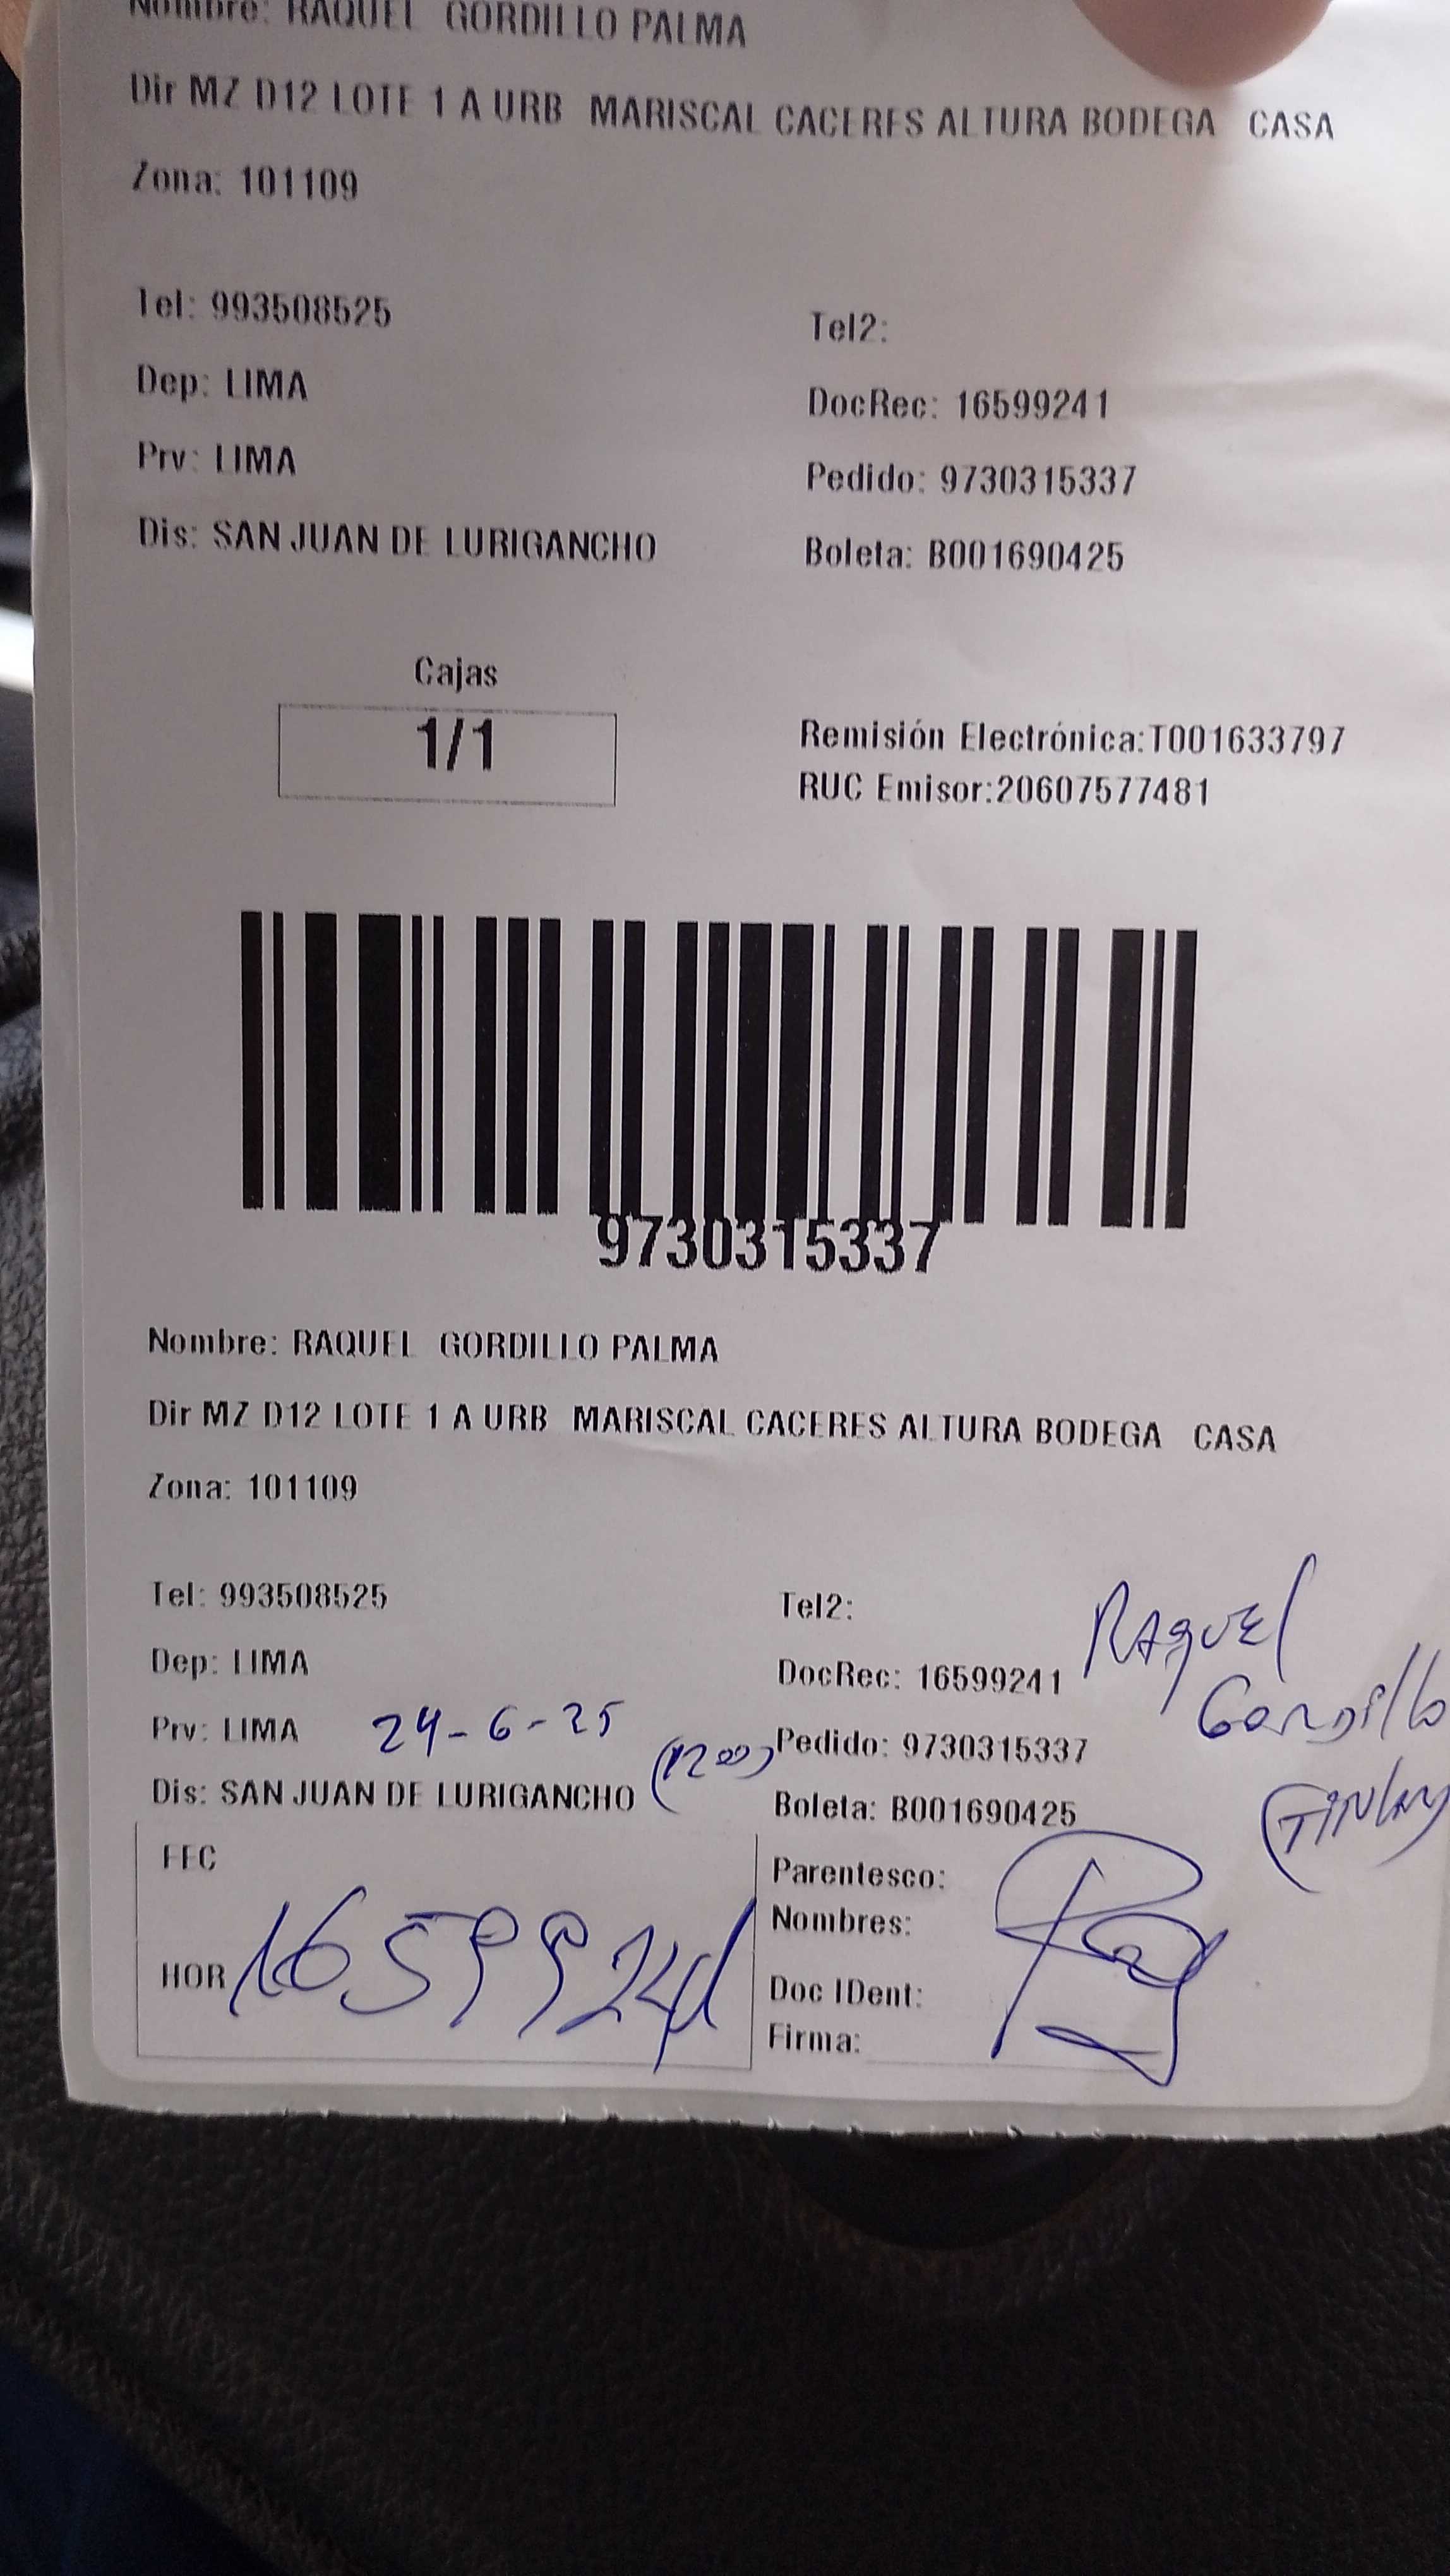 Nombre: RAQUEL GORDILLO PALMA
Dir MZ D12 LOTE 1 A URB MARISCAL CACERES ALTURA BODEGA CASA
Zona: 101109
Tel: 993508525
Tel2:
Dep: LIMA
DocRec: 16599241
Prv: LIMA
Pedido: 9730315337
Dis: SAN JUAN DE LURIGANCHO
Boleta: B001690425
Cajas
1/1
Remisión Electrónica:T001633797
RUC Emisor:20607577481
9730315337
Nombre: RAQUEL GORDILLO PALMA
Dir MZ D12 LOTE 1 A URB MARISCAL CACERES ALTURA BODEGA CASA
Zona: 101109
Tel: 993508525
Tel2:
RAquEl
Dep: LIMA
DocRec: 16599241
GORDillo
Prv: LIMA 24-6-25
Pedido: 9730315337
Dis: SAN JUAN DE LURIGANCHO
Boleta: B001690425
FEC
Parentesco:
Nombres:
HOR 16599241
Doc IDent:
Firma: